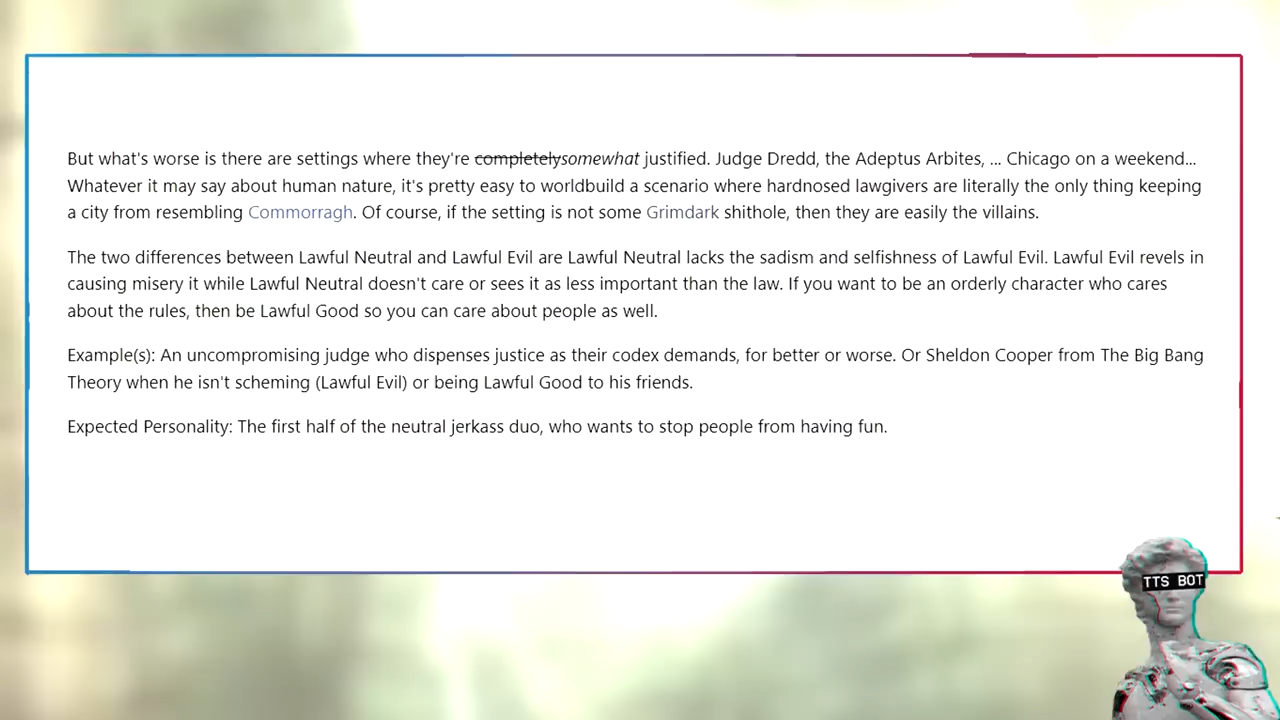 But what's worse is there are settings where they're completelysomewhat justified. Judge Dredd, the Adeptus Arbites, ... Chicago on a weekend...
Whatever it may say about human nature, it's pretty easy to worldbuild a scenario where hardnosed lawgivers are literally the only thing keeping
a city from resembling Commorragh. Of course, if the setting is not some Grimdark shithole, then they are easily the villains.
The two differences between Lawful Neutral and Lawful Evil are Lawful Neutral lacks the sadism and selfishness of Lawful Evil. Lawful Evil revels in
causing misery it while Lawful Neutral doesn't care or sees it as less important than the law. If you want to be an orderly character who cares
about the rules, then be Lawful Good so you can care about people as well.
Example(s): An uncompromising judge who dispenses justice as their codex demands, for better or worse. Or Sheldon Cooper from The Big Bang
Theory when he isn't scheming (Lawful Evil) or being Lawful Good to his friends.
Expected Personality: The first half of the neutral jerkass duo, who wants to stop people from having fun.
TTS BOT